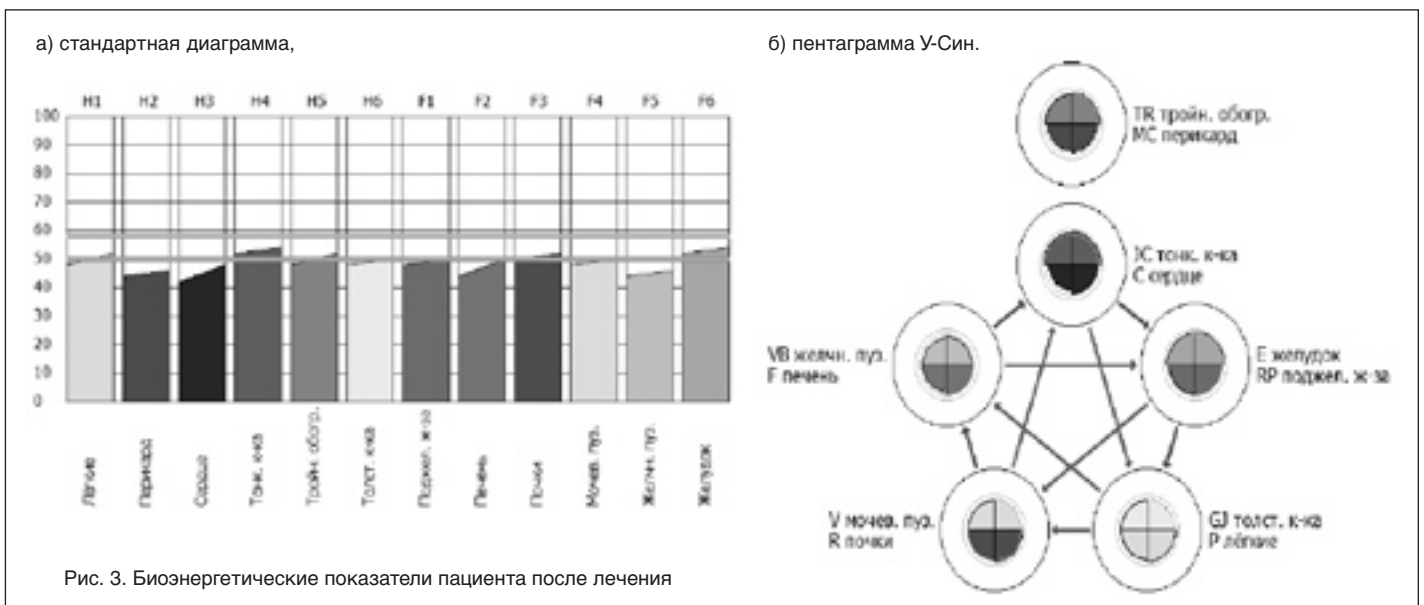 а) стандартная диаграмма,
H1 H2 H3 H4 H5 H6 F1 F2 F3 F4 F5 F6
100
90
80
70
60
50
40
30
20
10
0
Лёгкие
Перикард
Сердце
Тонк. к-ка
Тройн. обогр.
Толст. к-ка
Поджел. ж-за
Печень
Почки
Мочев. пуз.
Желчн. пуз.
Желудок
б) пентаграмма У-Син.
TR тройн. обогр.
MC перикард
JC тонк. к-ка
C сердце
VB желчн. пуз.
F печень
E желудок
RP поджел. ж-за
V мочев. пуз.
R почки
GJ толст. к-ка
P лёгкие
Рис. 3. Биоэнергетические показатели пациента после лечения